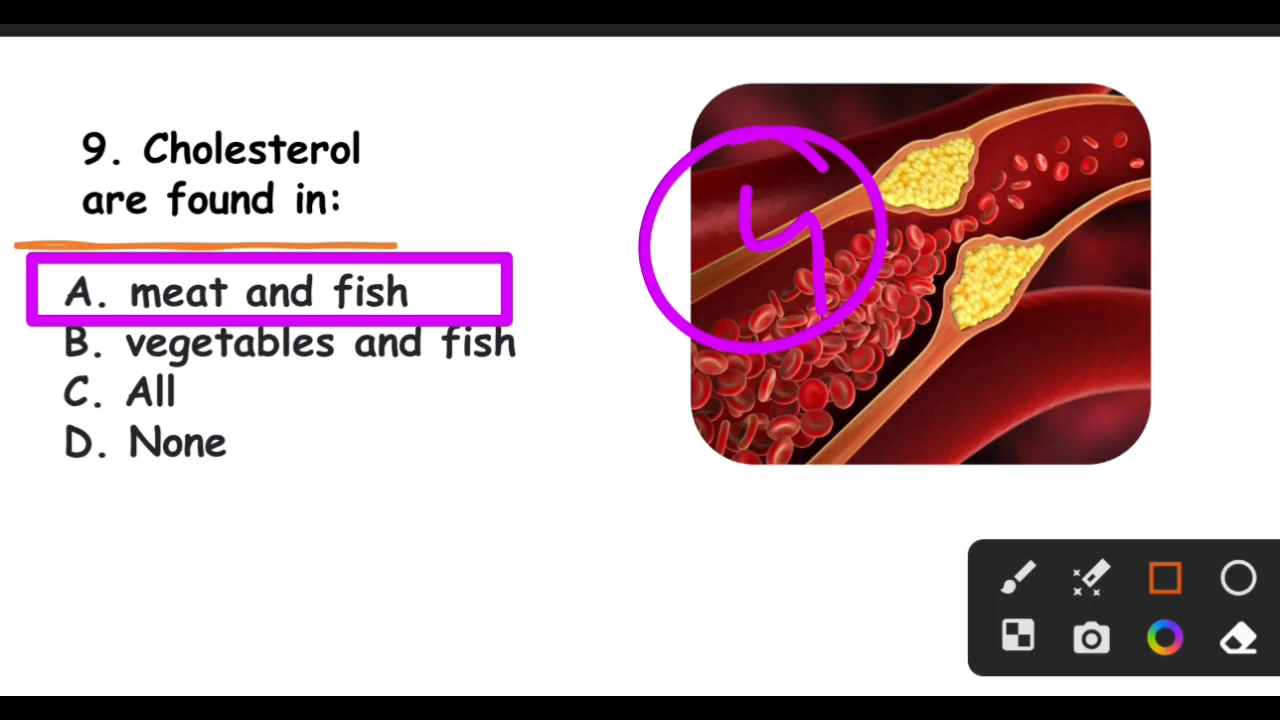 9. Cholesterol
are found in:
A. meat and fish
B. vegetables and fish
C. All
D. None